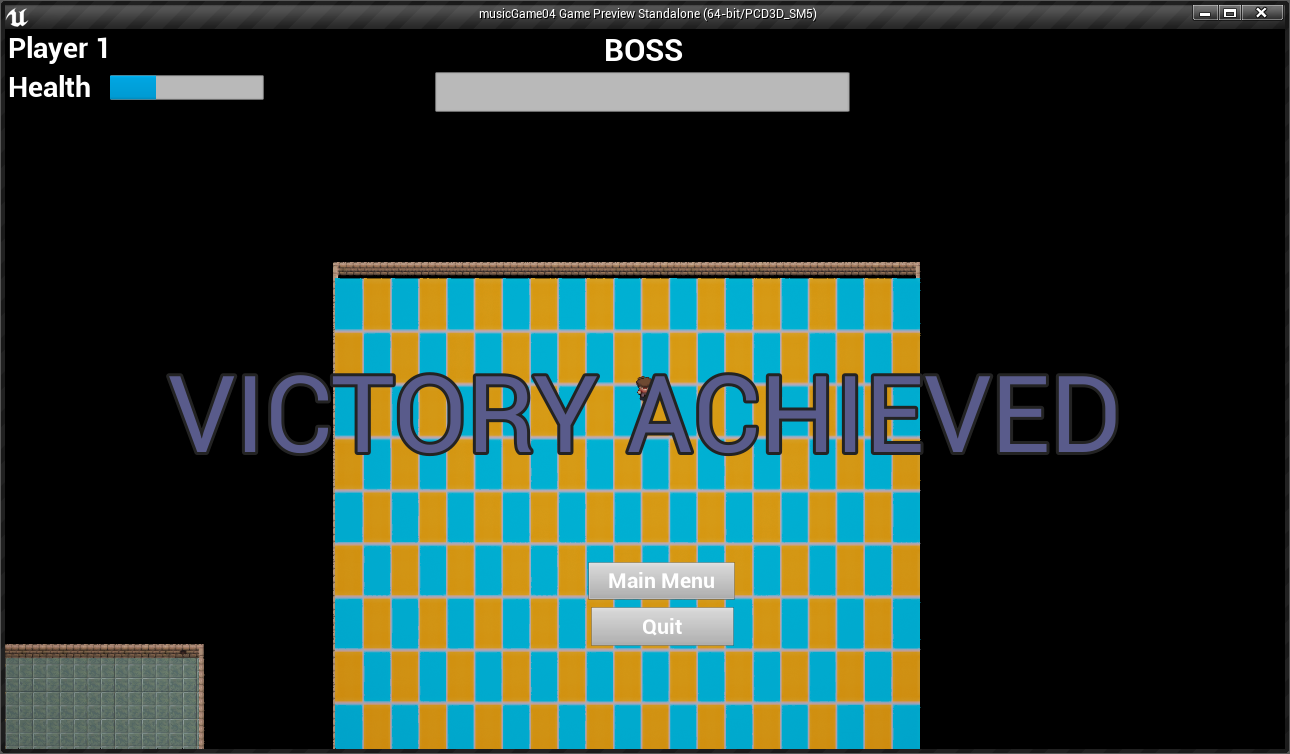 musicGame04 Game Preview Standalone (64-bit/PCD3D_SM5)
Player 1
BOSS
Health
VICTORY ACHIEVED
Main Menu
Quit